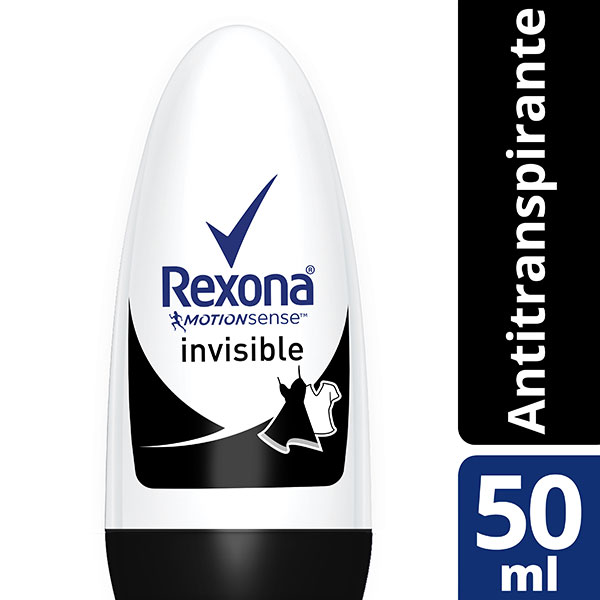 Rexona®
MOTIONsense™
invisible
Antitranspirante
50
ml